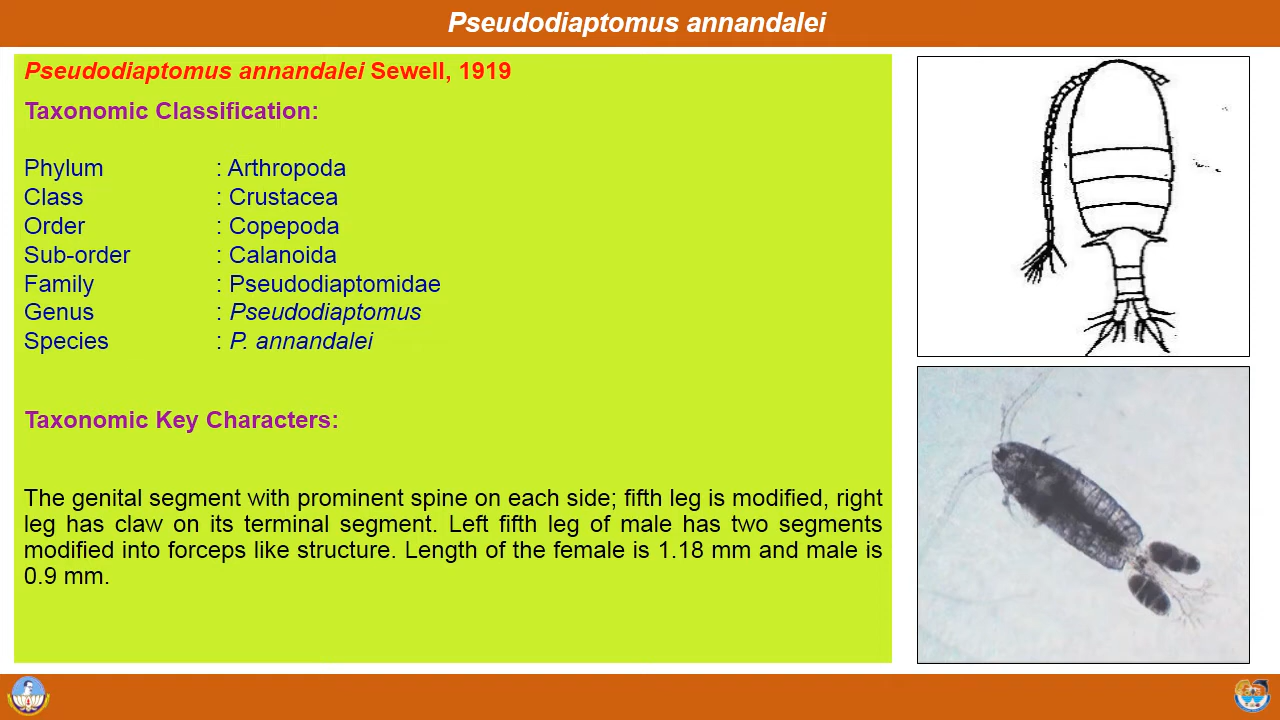 Pseudodiaptomus annandalei
Pseudodiaptomus annandalei Sewell, 1919
Taxonomic Classification:
Phylum : Arthropoda
Class : Crustacea
Order : Copepoda
Sub-order : Calanoida
Family : Pseudodiaptomidae
Genus : Pseudodiaptomus
Species : P. annandalei
Taxonomic Key Characters:
The genital segment with prominent spine on each side; fifth leg is modified, right
leg has claw on its terminal segment. Left fifth leg of male has two segments
modified into forceps like structure. Length of the female is 1.18 mm and male is
0.9 mm.